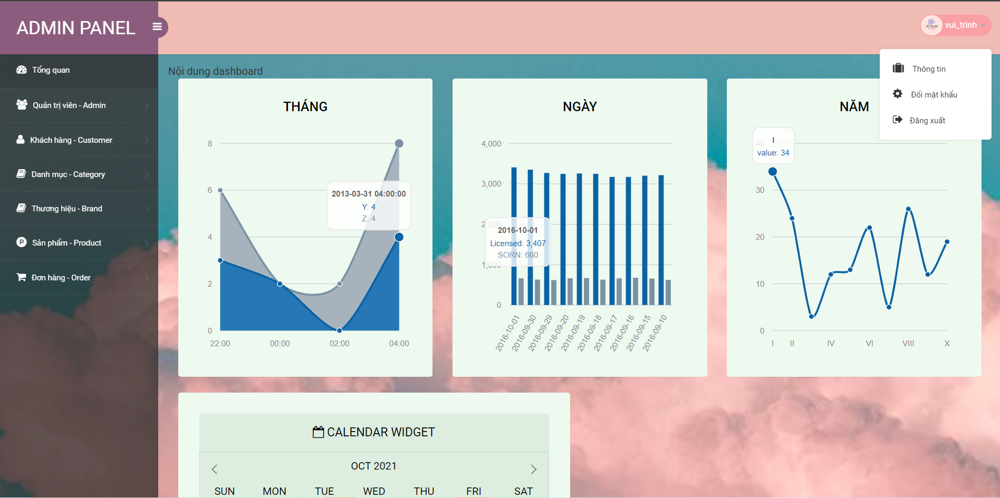 ADMIN PANEL
vui_trinh
Thông tin
Đổi mật khẩu
Đăng xuất
Tổng quan
Quản trị viên - Admin
Khách hàng - Customer
Danh mục - Category
Thương hiệu - Brand
Sản phẩm - Product
Đơn hàng - Order
Nội dung dashboard
THÁNG
8
6
4
2
0
2013-03-31 04:00:00
Y: 4
Z: 4
22:00 00:00 02:00 04:00
NGÀY
4,000
3,000
2,000
1,000
0
2016-10-01
Licensed: 3,407
SORN: 660
2016-10-01 2016-09-30 2016-09-29 2016-09-20 2016-09-19 2016-09-18 2016-09-17 2016-09-16 2016-09-15 2016-09-10
NĂM
40
30
20
10
0
I
value: 34
I II IV VI VIII X
CALENDAR WIDGET
OCT 2021
SUN MON TUE WED THU FRI SAT